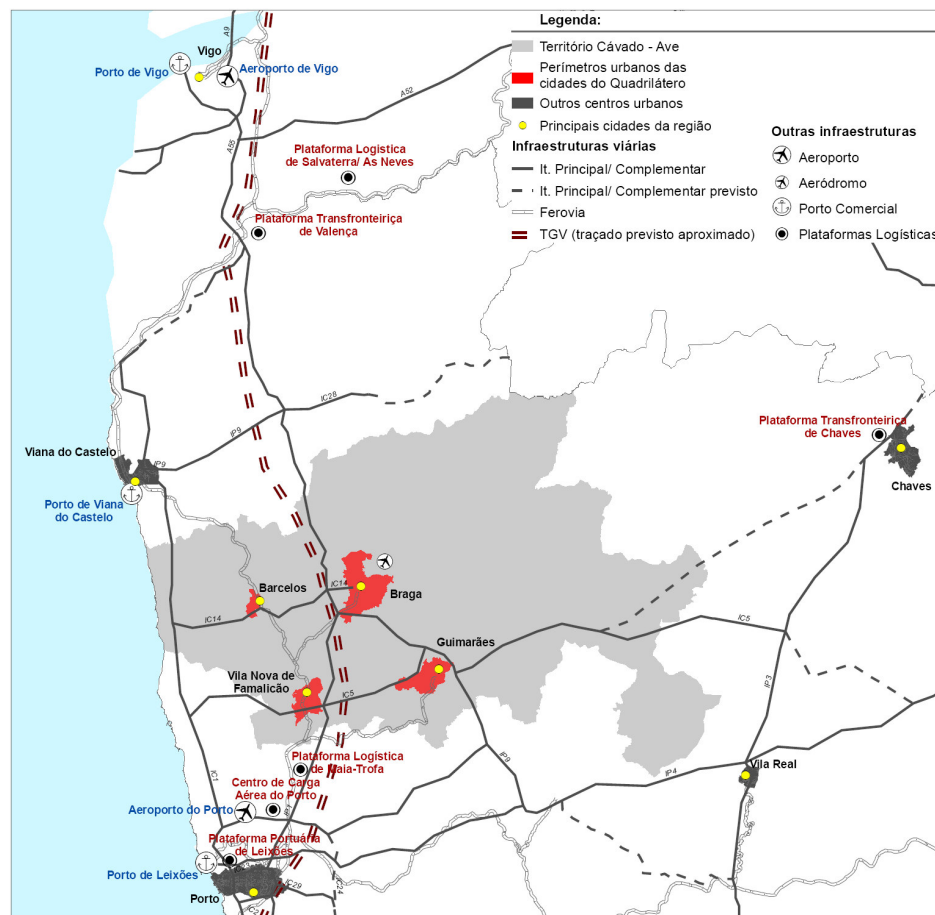 Legenda:
Território Cávado - Ave
Perímetros urbanos das
cidades do Quadrilátero
Outros centros urbanos
Principais cidades da região
Infraestruturas viárias
It. Principal/ Complementar
It. Principal/ Complementar previsto
Ferovia
TGV (traçado previsto aproximado)
Outras infraestruturas
Aeroporto
Aeródromo
Porto Comercial
Plataformas Logísticas
A9
Vigo
Porto de Vigo
Aeroporto de Vigo
A52
A55
Plataforma Logística
de Salvaterra/ As Neves
Plataforma Transfronteiriça
de Valença
IC28
IP9
Viana do Castelo
IP9
Porto de Viana
do Castelo
Plataforma Transfronteiriça
de Chaves
Chaves
Barcelos
IC14
Braga
IC14
Guimarães
IC5
Vila Nova de
Famalicão
IC5
IP3
Plataforma Logística
de Maia-Trofa
IP9
Vila Real
IP4
IC1
Centro de Carga
Aérea do Porto
Aeroporto do Porto
IP1
Plataforma Portuária
de Leixões
Porto de Leixões
IC29
IC24
Porto